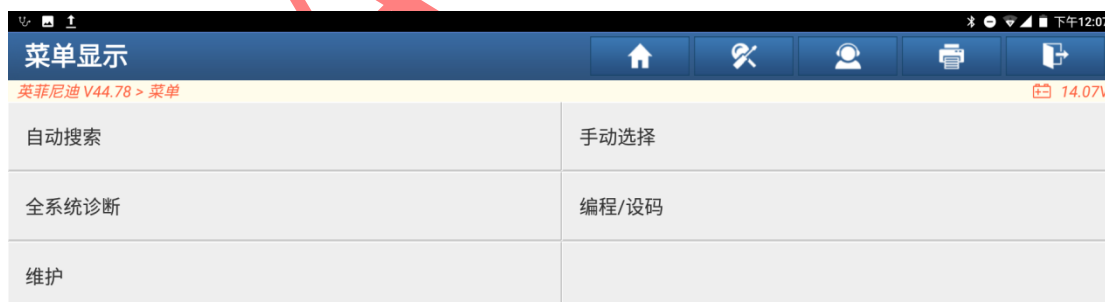 下午12:07
菜单显示
英菲尼迪 V44.78 > 菜单
14.07V
自动搜索
手动选择
全系统诊断
编程/设码
维护